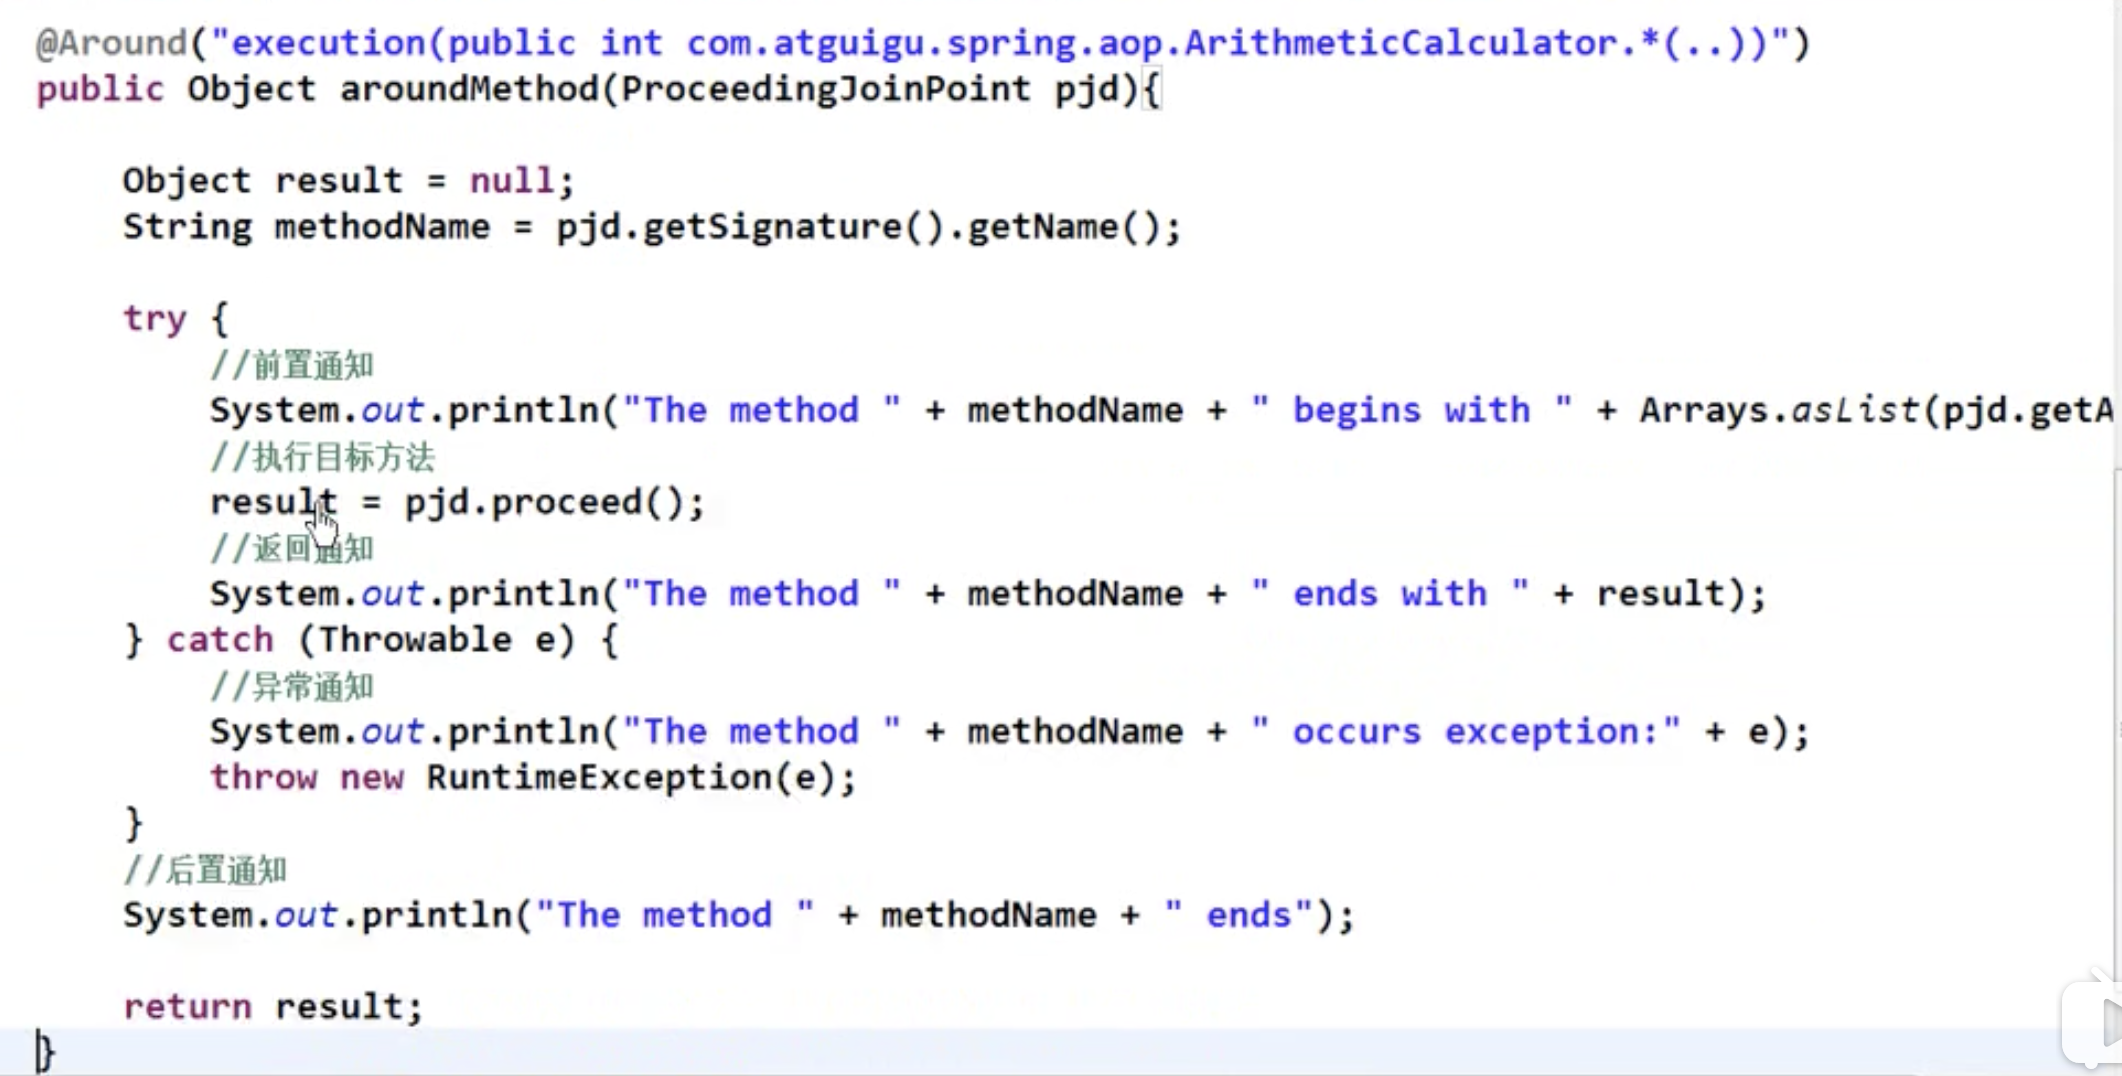 @Around("execution(public int com.atguigu.spring.aop.ArithmeticCalculator.*(..))")
public Object aroundMethod(ProceedingJoinPoint pjd){
Object result = null;
String methodName = pjd.getSignature().getName();
try {
//前置通知
System.out.println("The method " + methodName + " begins with " + Arrays.asList(pjd.getA
//执行目标方法
result = pjd.proceed();
//返回通知
System.out.println("The method " + methodName + " ends with " + result);
} catch (Throwable e) {
//异常通知
System.out.println("The method " + methodName + " occurs exception:" + e);
throw new RuntimeException(e);
}
//后置通知
System.out.println("The method " + methodName + " ends");
return result;
}